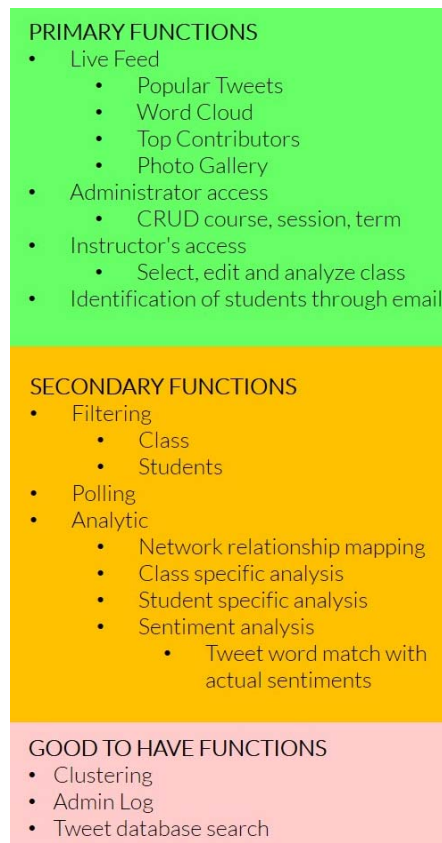 PRIMARY FUNCTIONS
• Live Feed
• Popular Tweets
• Word Cloud
• Top Contributors
• Photo Gallery
• Administrator access
• CRUD course, session, term
• Instructor's access
• Select, edit and analyze class
• Identification of students through email
SECONDARY FUNCTIONS
• Filtering
• Class
• Students
• Polling
• Analytic
• Network relationship mapping
• Class specific analysis
• Student specific analysis
• Sentiment analysis
• Tweet word match with
actual sentiments
GOOD TO HAVE FUNCTIONS
• Clustering
• Admin Log
• Tweet database search